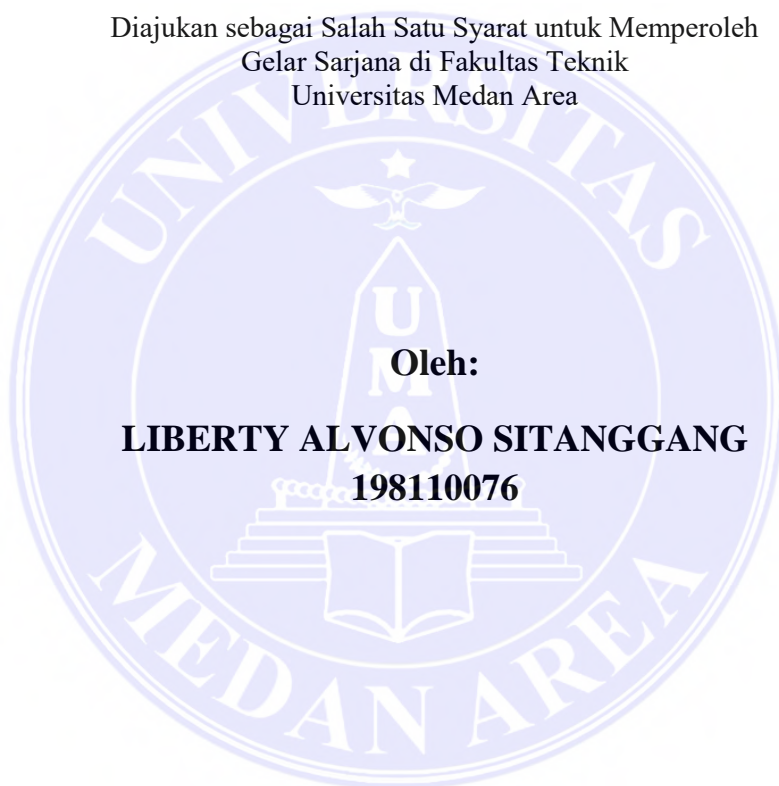 Diajukan sebagai Salah Satu Syarat untuk Memperoleh
Gelar Sarjana di Fakultas Teknik
Universitas Medan Area
UNIVERSITAS
UMA
Oleh:
LIBERTY ALVONSO SITANGGANG
198110076
MEDAN AREA